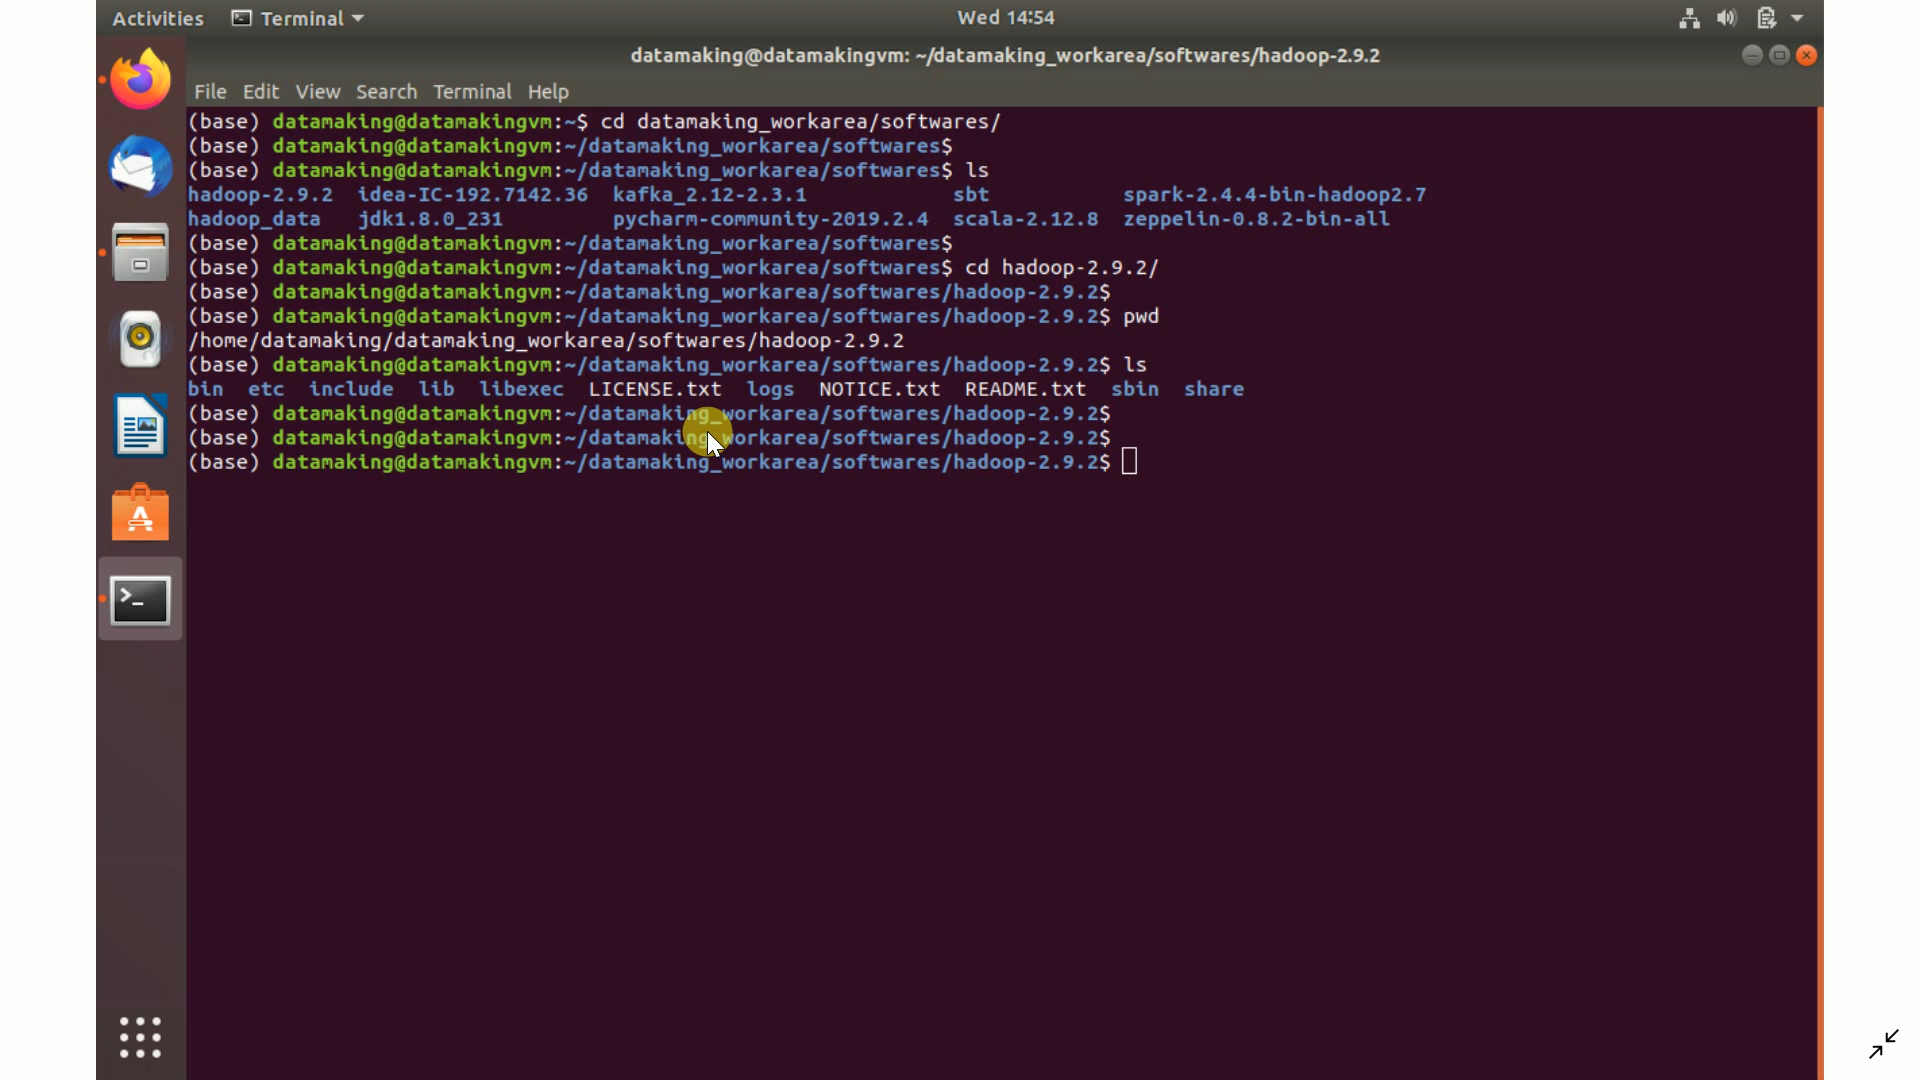 Activities Terminal Wed 14:54
datamaking@datamakingvm: ~/datamaking_workarea/softwares/hadoop-2.9.2
File Edit View Search Terminal Help
(base) datamaking@datamakingvm:~$ cd datamaking_workarea/softwares/
(base) datamaking@datamakingvm:~/datamaking_workarea/softwares$
(base) datamaking@datamakingvm:~/datamaking_workarea/softwares$ ls
hadoop-2.9.2 idea-IC-192.7142.36 kafka_2.12-2.3.1 sbt spark-2.4.4-bin-hadoop2.7
hadoop_data jdk1.8.0_231 pycharm-community-2019.2.4 scala-2.12.8 zeppelin-0.8.2-bin-all
(base) datamaking@datamakingvm:~/datamaking_workarea/softwares$
(base) datamaking@datamakingvm:~/datamaking_workarea/softwares$ cd hadoop-2.9.2/
(base) datamaking@datamakingvm:~/datamaking_workarea/softwares/hadoop-2.9.2$
(base) datamaking@datamakingvm:~/datamaking_workarea/softwares/hadoop-2.9.2$ pwd
/home/datamaking/datamaking_workarea/softwares/hadoop-2.9.2
(base) datamaking@datamakingvm:~/datamaking_workarea/softwares/hadoop-2.9.2$ ls
bin etc include lib libexec LICENSE.txt logs NOTICE.txt README.txt sbin share
(base) datamaking@datamakingvm:~/datamaking_workarea/softwares/hadoop-2.9.2$
(base) datamaking@datamakingvm:~/datamaking_workarea/softwares/hadoop-2.9.2$
(base) datamaking@datamakingvm:~/datamaking_workarea/softwares/hadoop-2.9.2$